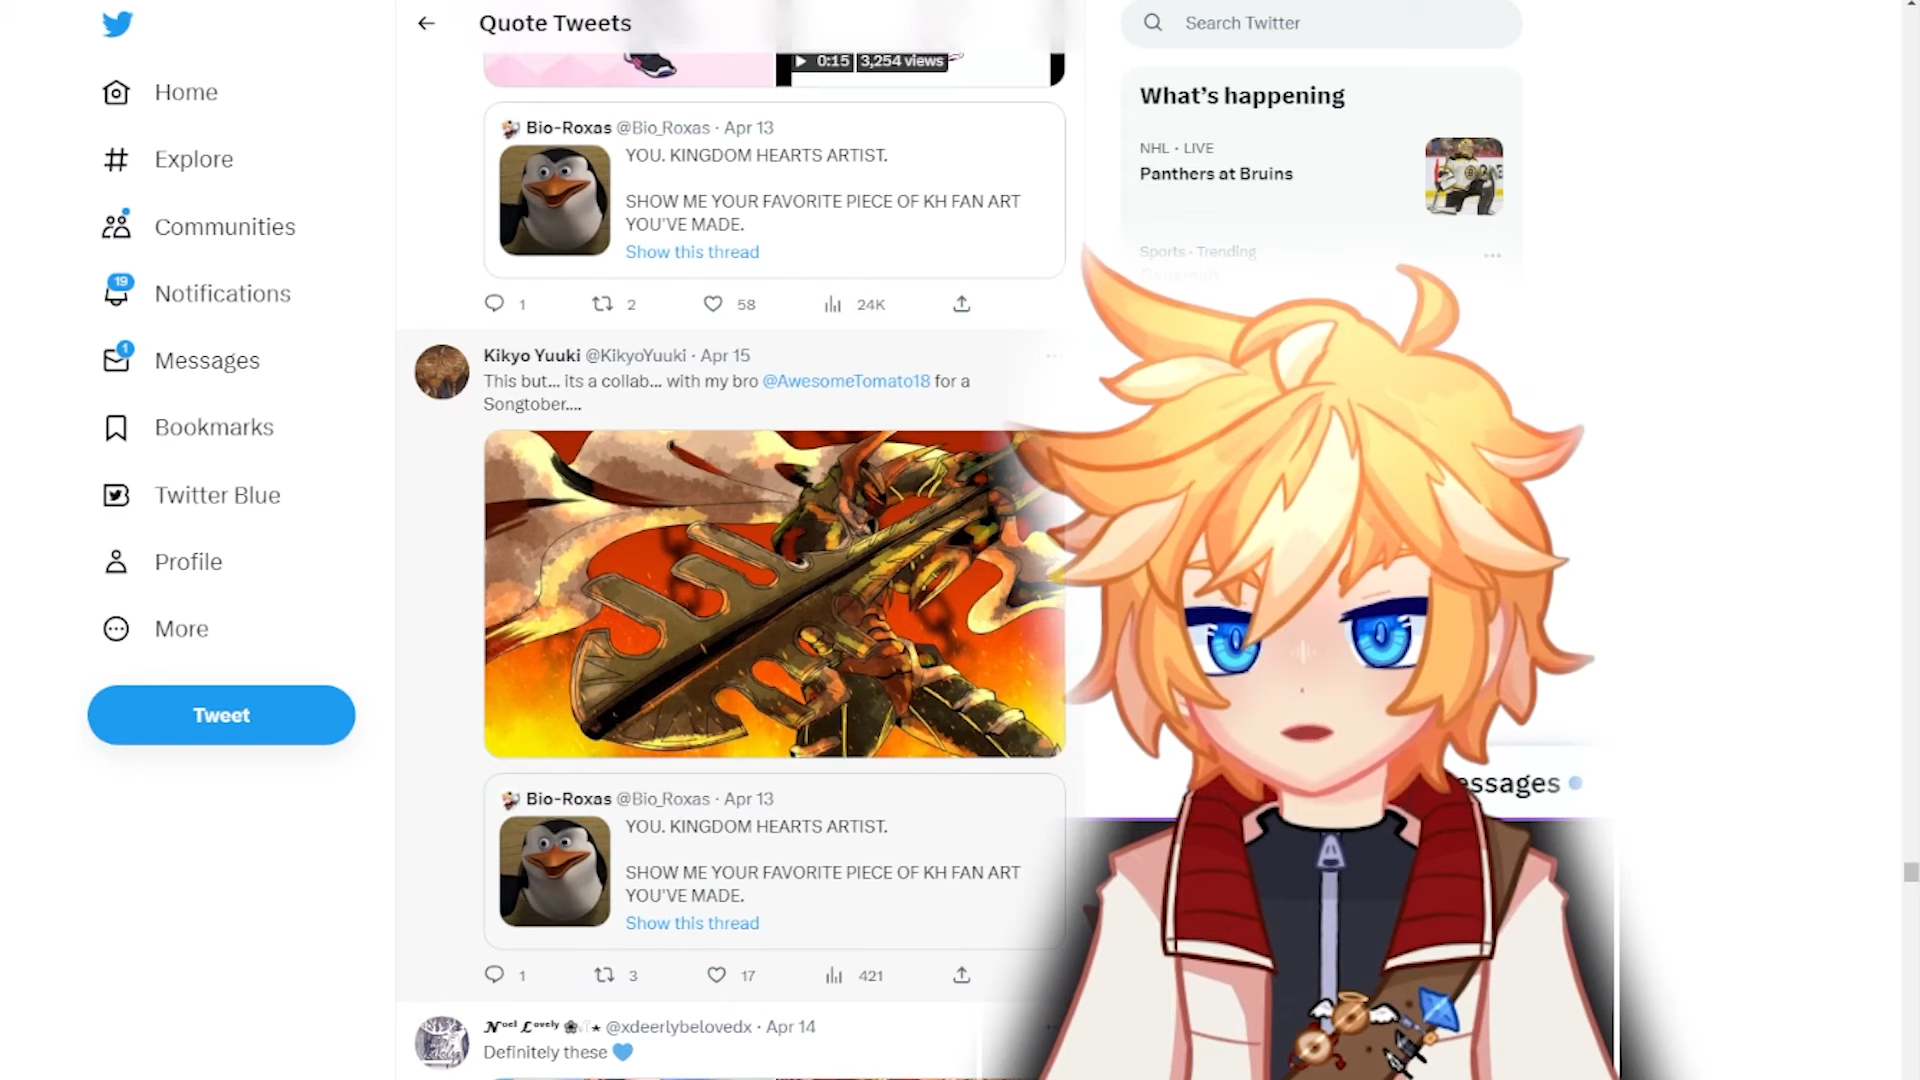 Quote Tweets
Search Twitter
Home
Explore
Communities
19
Notifications
1
Messages
Bookmarks
Twitter Blue
Profile
More
Tweet
0:15 3,254 views
Bio-Roxas @Bio_Roxas · Apr 13
YOU. KINGDOM HEARTS ARTIST.
SHOW ME YOUR FAVORITE PIECE OF KH FAN ART
YOU'VE MADE.
Show this thread
1 2 58 24K
Kikyo Yuuki @KikyoYuuki · Apr 15
This but... its a collab... with my bro @AwesomeTomato18 for a
Songtober....
Bio-Roxas @Bio_Roxas · Apr 13
YOU. KINGDOM HEARTS ARTIST.
SHOW ME YOUR FAVORITE PIECE OF KH FAN ART
YOU'VE MADE.
Show this thread
1 3 17 421
Noel Lovely @xdeerlybelovedx · Apr 14
Definitely these 💙
What's happening
NHL · LIVE
Panthers at Bruins
Sports · Trending
essages